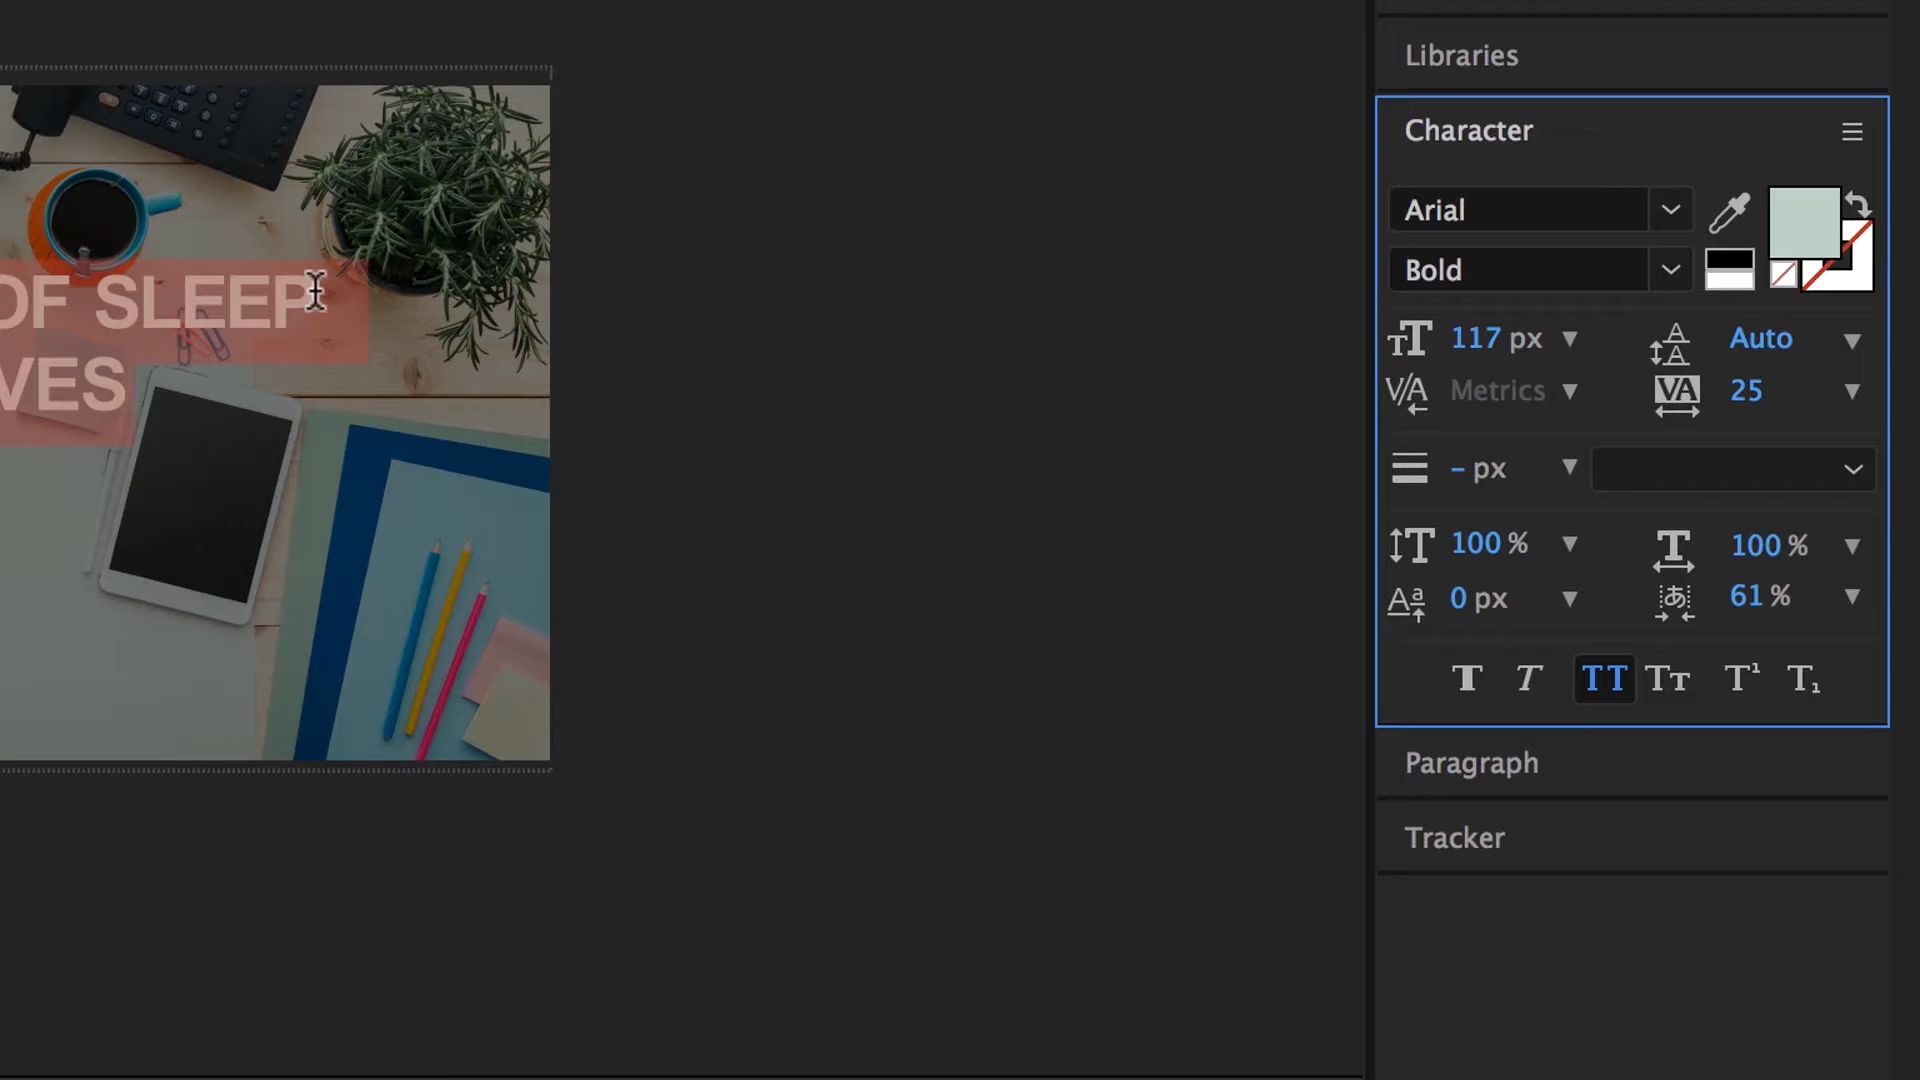 Libraries
Character
Arial
Bold
OF SLEEP
VES
117 px
Auto
Metrics
25
– px
100 %
100 %
0 px
61 %
Paragraph
Tracker